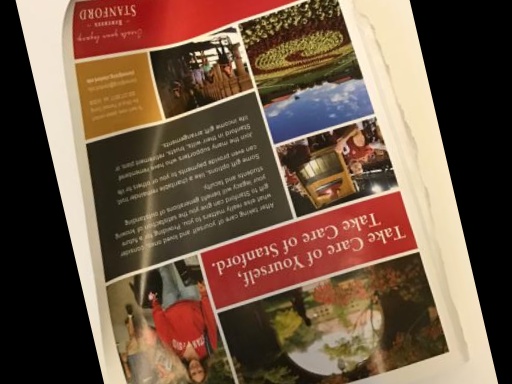 Take Care of Yourself,
Take Care of Stanford.
After taking care of yourself and loved ones, consider
what else really matters to you. Providing for a future
gift to Stanford can give you the satisfaction of knowing
your legacy will benefit generations of outstanding
students and faculty.
Some gift options, like a charitable remainder trust,
can even provide income payments to you or others for life.
Join the many supporters who have remembered
Stanford in their wills, trusts, retirement plans, or
life income gift arrangements.
Create your legacy
REMEMBER
STANFORD